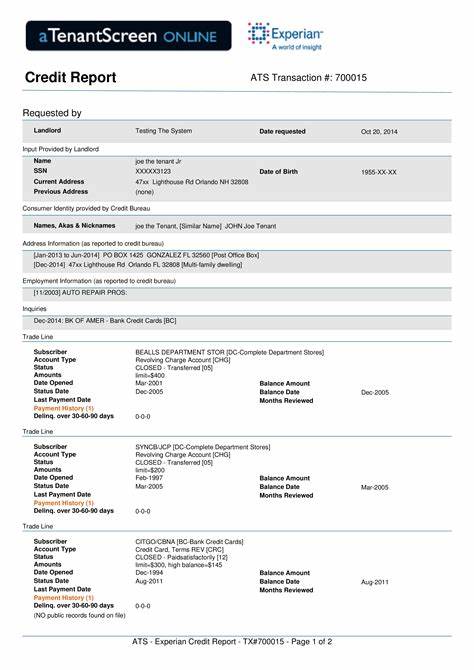 aTenantScreen ONLINE
Experian™
A world of insight
Credit Report ATS Transaction #: 700015
Requested by
Landlord Testing The System Date requested Oct 20, 2014
Input Provided by Landlord
Name joe the tenant Jr
SSN XXXXX3123 Date of Birth 1955-XX-XX
Current Address 47xx Lighthouse Rd Orlando NH 32808
Previous Address (none)
Consumer Identity provided by Credit Bureau
Names, Akas & Nicknames joe the Tenant, [Similar Name] JOHN Joe Tenant
Address Information (as reported to credit bureau)
[Jan-2013 to Jun-2014] PO BOX 1425 GONZALEZ FL 32560 [Post Office Box]
[Dec-2014] 47xx Lighthouse Rd Orlando FL 32808 [Multi-family dwelling]
Employment Information (as reported to credit bureau)
[11/2003] AUTO REPAIR PROS:
Inquiries
Dec-2014: BK OF AMER - Bank Credit Cards [BC]
Trade Line
Subscriber BEALLS DEPARTMENT STOR [DC-Complete Department Stores]
Account Type Revolving Charge Account [CHG]
Status CLOSED - Transferred [05]
Amounts limit=$400
Date Opened Mar-2001 Balance Amount
Status Date Dec-2005 Balance Date Dec-2005
Last Payment Date Months Reviewed
Payment History (1)
Delinq. over 30-60-90 days 0-0-0
Trade Line
Subscriber SYNCB/JCP [DC-Complete Department Stores]
Account Type Revolving Charge Account [CHG]
Status CLOSED - Transferred [05]
Amounts limit=$200
Date Opened Feb-1997 Balance Amount
Status Date Mar-2005 Balance Date Mar-2005
Last Payment Date Months Reviewed
Payment History (1)
Delinq. over 30-60-90 days 0-0-0
Trade Line
Subscriber CITGO/CBNA [BC-Bank Credit Cards]
Account Type Credit Card, Terms REV [CRC]
Status CLOSED - Paidsatisfactorily [12]
Amounts limit=$300, high balance=$145
Date Opened Dec-1994 Balance Amount
Status Date Aug-2011 Balance Date Aug-2011
Last Payment Date Months Reviewed
Payment History (1)
Delinq. over 30-60-90 days 0-0-0
(NO public records found on file)
ATS - Experian Credit Report - TX#700015 - Page 1 of 2